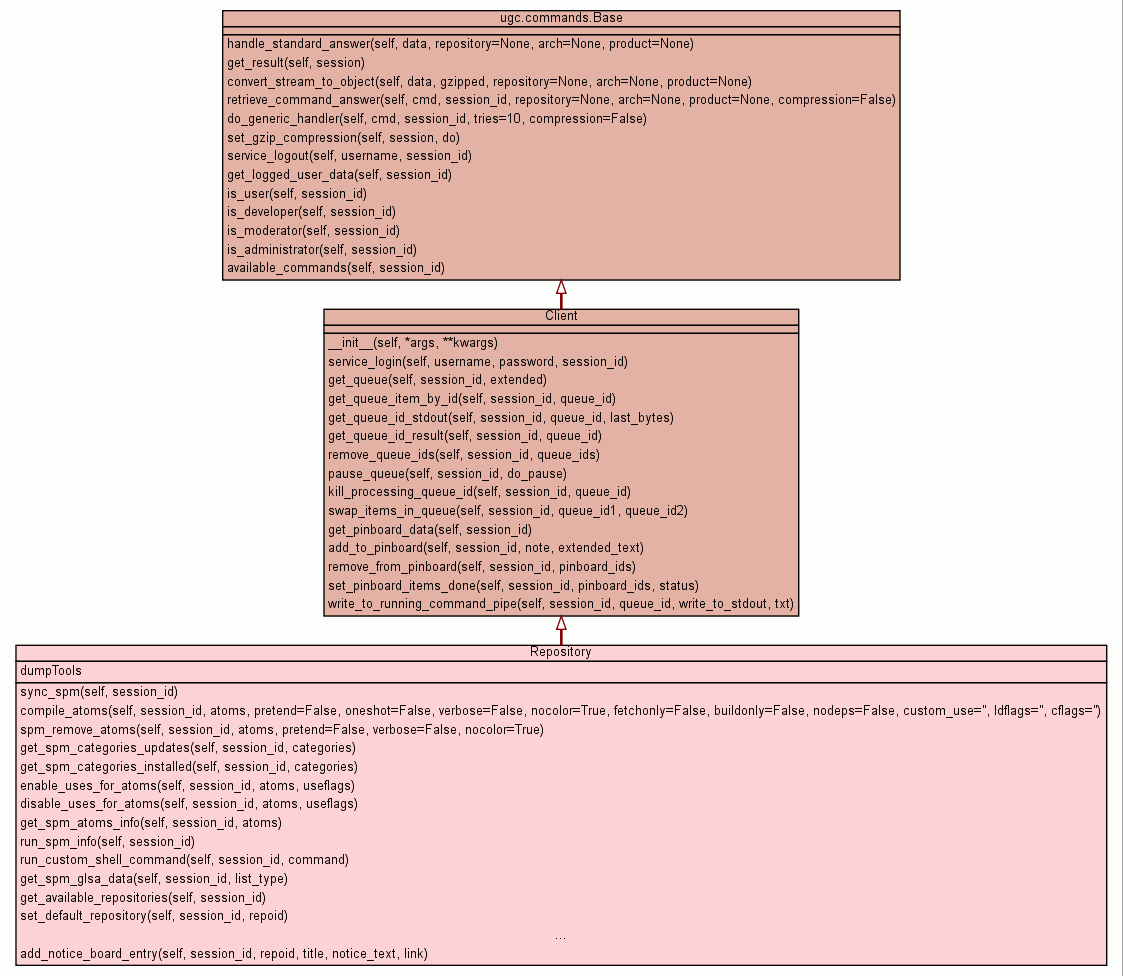 ugc.commands.Base
handle_standard_answer(self, data, repository=None, arch=None, product=None)
get_result(self, session)
convert_stream_to_object(self, data, gzipped, repository=None, arch=None, product=None)
retrieve_command_answer(self, cmd, session_id, repository=None, arch=None, product=None, compression=False)
do_generic_handler(self, cmd, session_id, tries=10, compression=False)
set_gzip_compression(self, session, do)
service_logout(self, username, session_id)
get_logged_user_data(self, session_id)
is_user(self, session_id)
is_developer(self, session_id)
is_moderator(self, session_id)
is_administrator(self, session_id)
available_commands(self, session_id)
Client
__init__(self, *args, **kwargs)
service_login(self, username, password, session_id)
get_queue(self, session_id, extended)
get_queue_item_by_id(self, session_id, queue_id)
get_queue_id_stdout(self, session_id, queue_id, last_bytes)
get_queue_id_result(self, session_id, queue_id)
remove_queue_ids(self, session_id, queue_ids)
pause_queue(self, session_id, do_pause)
kill_processing_queue_id(self, session_id, queue_id)
swap_items_in_queue(self, session_id, queue_id1, queue_id2)
get_pinboard_data(self, session_id)
add_to_pinboard(self, session_id, note, extended_text)
remove_from_pinboard(self, session_id, pinboard_ids)
set_pinboard_items_done(self, session_id, pinboard_ids, status)
write_to_running_command_pipe(self, session_id, queue_id, write_to_stdout, txt)
Repository
dumpTools
sync_spm(self, session_id)
compile_atoms(self, session_id, atoms, pretend=False, oneshot=False, verbose=False, nocolor=True, fetchonly=False, buildonly=False, nodeps=False, custom_use='', ldflags='', cflags='')
spm_remove_atoms(self, session_id, atoms, pretend=False, verbose=False, nocolor=True)
get_spm_categories_updates(self, session_id, categories)
get_spm_categories_installed(self, session_id, categories)
enable_uses_for_atoms(self, session_id, atoms, useflags)
disable_uses_for_atoms(self, session_id, atoms, useflags)
get_spm_atoms_info(self, session_id, atoms)
run_spm_info(self, session_id)
run_custom_shell_command(self, session_id, command)
get_spm_glsa_data(self, session_id, list_type)
get_available_repositories(self, session_id)
set_default_repository(self, session_id, repoid)
...
add_notice_board_entry(self, session_id, repoid, title, notice_text, link)